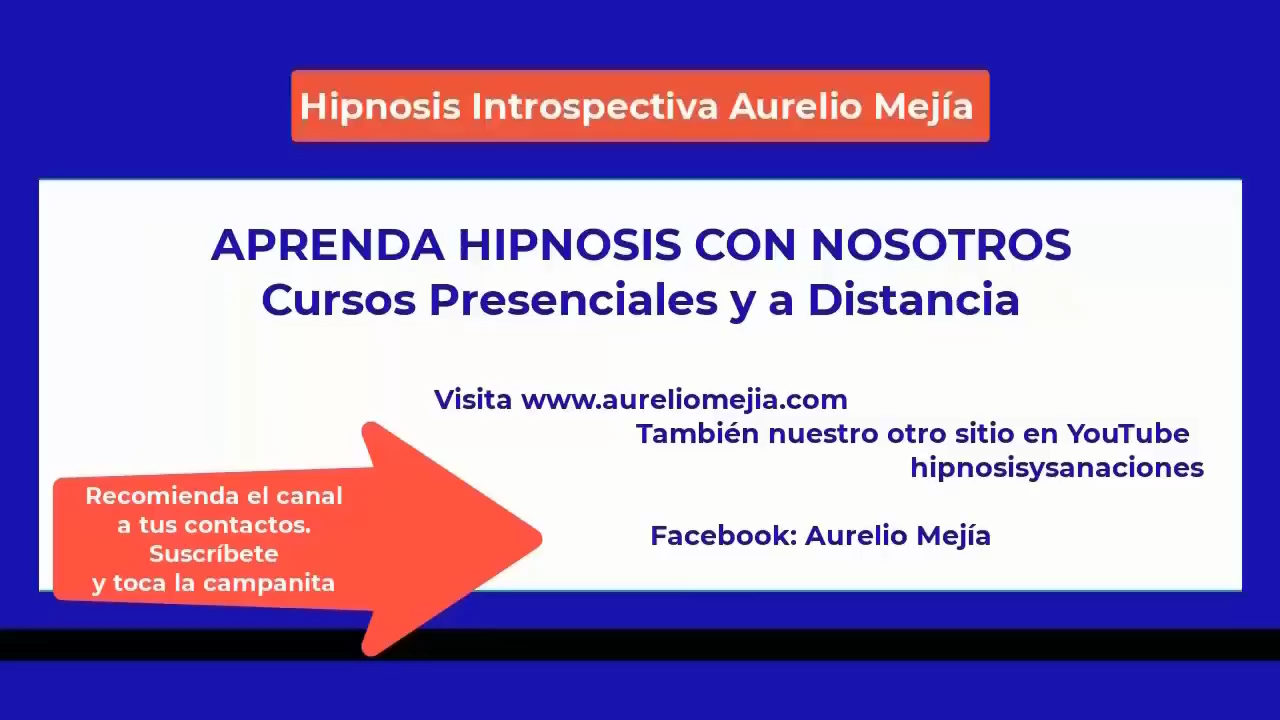 Hipnosis Introspectiva Aurelio Mejía
APRENDA HIPNOSIS CON NOSOTROS
Cursos Presenciales y a Distancia
Visita www.aureliomejia.com
También nuestro otro sitio en YouTube
hipnosisysanaciones
Facebook: Aurelio Mejía
Recomienda el canal
a tus contactos.
Suscríbete
y toca la campanita